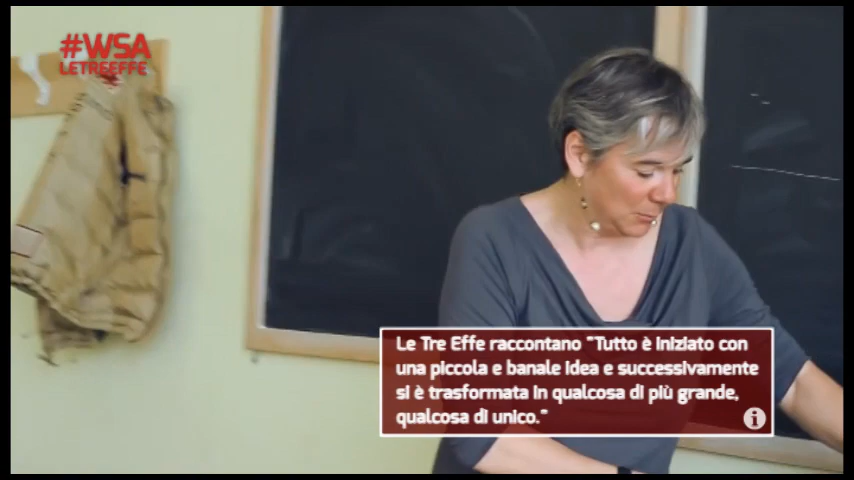 #WSA
LETREEFFE
Le Tre Effe raccontano "Tutto è iniziato con
una piccola e banale idea e successivamente
si è trasformata in qualcosa di più grande,
qualcosa di unico."